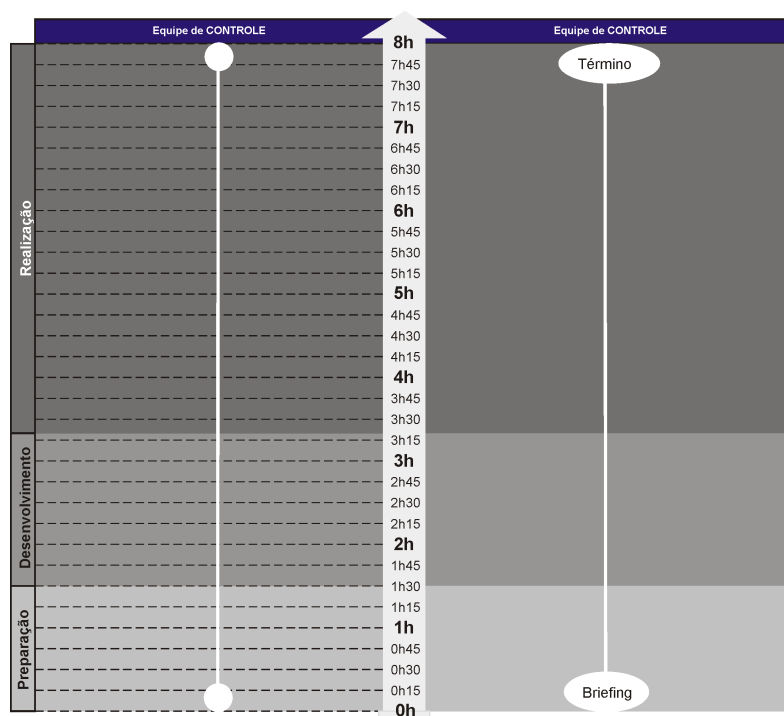 Equipe de CONTROLE
Equipe de CONTROLE
8h
7h45
7h30
7h15
7h
6h45
6h30
6h15
6h
5h45
5h30
5h15
5h
4h45
4h30
4h15
4h
3h45
3h30
3h15
3h
2h45
2h30
2h15
2h
1h45
1h30
1h15
1h
0h45
0h30
0h15
0h
Realização
Desenvolvimento
Preparação
Término
Briefing